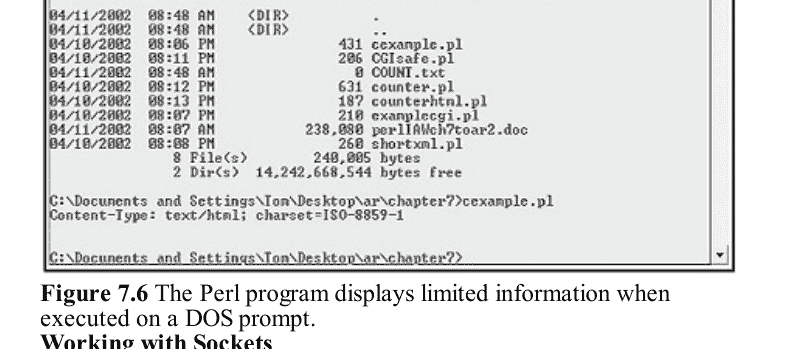 04/11/2002 08:48 AM <DIR> .
04/11/2002 08:48 AM <DIR> ..
04/10/2002 08:06 PM 431 cexample.pl
04/10/2002 08:11 PM 206 CGIsafe.pl
04/11/2002 08:48 AM 0 COUNT.txt
04/10/2002 08:12 PM 631 counter.pl
04/10/2002 08:13 PM 187 counterhtml.pl
04/10/2002 08:07 PM 210 examplecgi.pl
04/11/2002 08:07 AM 238,080 perlIAWch7toar2.doc
04/10/2002 08:08 PM 260 shortxml.pl
8 File(s) 240,005 bytes
2 Dir(s) 14,242,668,544 bytes free
C:\Documents and Settings\Tom\Desktop\ar\chapter7>cexample.pl
Content-Type: text/html; charset=ISO-8859-1
C:\Documents and Settings\Tom\Desktop\ar\chapter7>
Figure 7.6 The Perl program displays limited information when
executed on a DOS prompt.
Working with Sockets